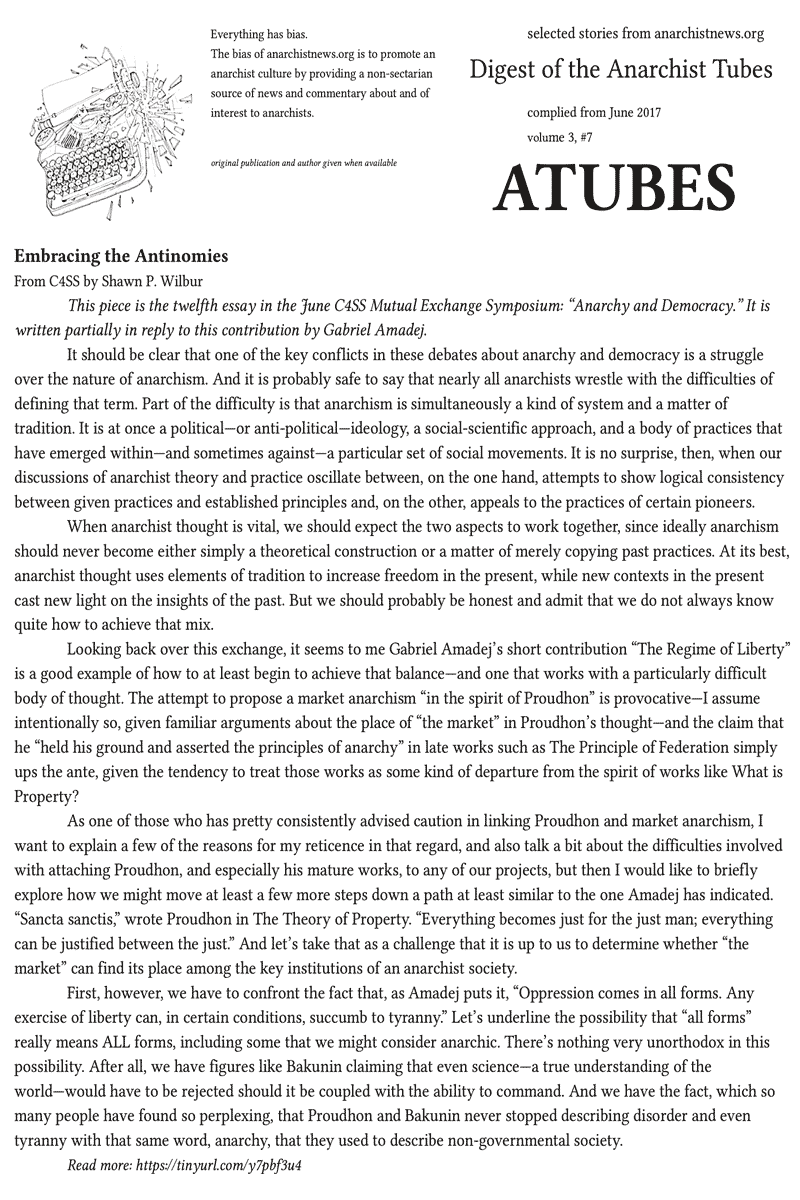 Everything has bias.
The bias of anarchistnews.org is to promote an
anarchist culture by providing a non-sectarian
source of news and commentary about and of
interest to anarchists.
original publication and author given when available
selected stories from anarchistnews.org
Digest of the Anarchist Tubes
complied from June 2017
volume 3, #7
ATUBES
Embracing the Antinomies
From C4SS by Shawn P. Wilbur
This piece is the twelfth essay in the June C4SS Mutual Exchange Symposium: “Anarchy and Democracy.” It is
written partially in reply to this contribution by Gabriel Amadej.
It should be clear that one of the key conflicts in these debates about anarchy and democracy is a struggle
over the nature of anarchism. And it is probably safe to say that nearly all anarchists wrestle with the difficulties of
defining that term. Part of the difficulty is that anarchism is simultaneously a kind of system and a matter of
tradition. It is at once a political—or anti-political—ideology, a social-scientific approach, and a body of practices that
have emerged within—and sometimes against—a particular set of social movements. It is no surprise, then, when our
discussions of anarchist theory and practice oscillate between, on the one hand, attempts to show logical consistency
between given practices and established principles and, on the other, appeals to the practices of certain pioneers.
When anarchist thought is vital, we should expect the two aspects to work together, since ideally anarchism
should never become either simply a theoretical construction or a matter of merely copying past practices. At its best,
anarchist thought uses elements of tradition to increase freedom in the present, while new contexts in the present
cast new light on the insights of the past. But we should probably be honest and admit that we do not always know
quite how to achieve that mix.
Looking back over this exchange, it seems to me Gabriel Amadej’s short contribution “The Regime of Liberty”
is a good example of how to at least begin to achieve that balance—and one that works with a particularly difficult
body of thought. The attempt to propose a market anarchism “in the spirit of Proudhon” is provocative—I assume
intentionally so, given familiar arguments about the place of “the market” in Proudhon’s thought—and the claim that
he “held his ground and asserted the principles of anarchy” in late works such as The Principle of Federation simply
ups the ante, given the tendency to treat those works as some kind of departure from the spirit of works like What is
Property?
As one of those who has pretty consistently advised caution in linking Proudhon and market anarchism, I
want to explain a few of the reasons for my reticence in that regard, and also talk a bit about the difficulties involved
with attaching Proudhon, and especially his mature works, to any of our projects, but then I would like to briefly
explore how we might move at least a few more steps down a path at least similar to the one Amadej has indicated.
“Sancta sanctis,” wrote Proudhon in The Theory of Property. “Everything becomes just for the just man; everything
can be justified between the just.” And let’s take that as a challenge that it is up to us to determine whether “the
market” can find its place among the key institutions of an anarchist society.
First, however, we have to confront the fact that, as Amadej puts it, “Oppression comes in all forms. Any
exercise of liberty can, in certain conditions, succumb to tyranny.” Let’s underline the possibility that “all forms”
really means ALL forms, including some that we might consider anarchic. There’s nothing very unorthodox in this
possibility. After all, we have figures like Bakunin claiming that even science—a true understanding of the
world—would have to be rejected should it be coupled with the ability to command. And we have the fact, which so
many people have found so perplexing, that Proudhon and Bakunin never stopped describing disorder and even
tyranny with that same word, anarchy, that they used to describe non-governmental society.
Read more: https://tinyurl.com/y7pbf3u4